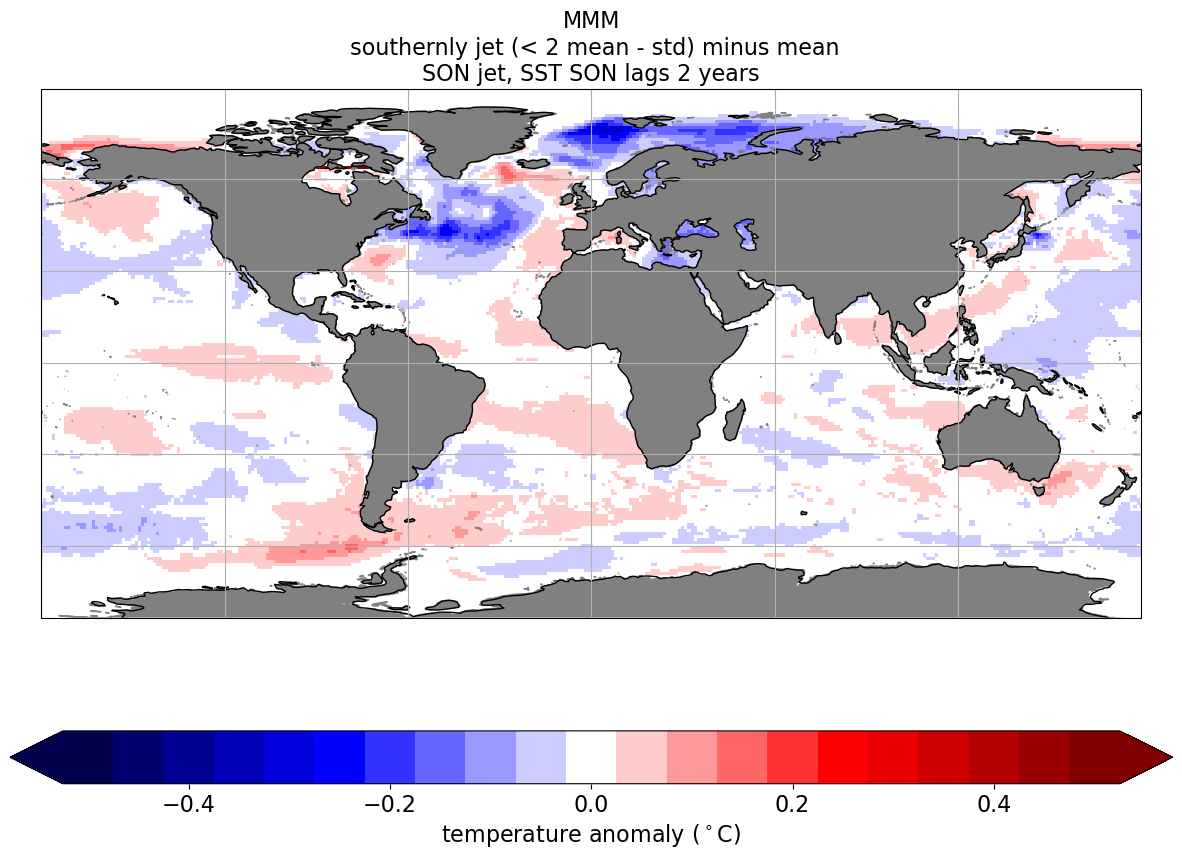 MMM
southernly jet (< 2 mean - std) minus mean
SON jet, SST SON lags 2 years
−0.4 −0.2 0.0 0.2 0.4
temperature anomaly (°C)